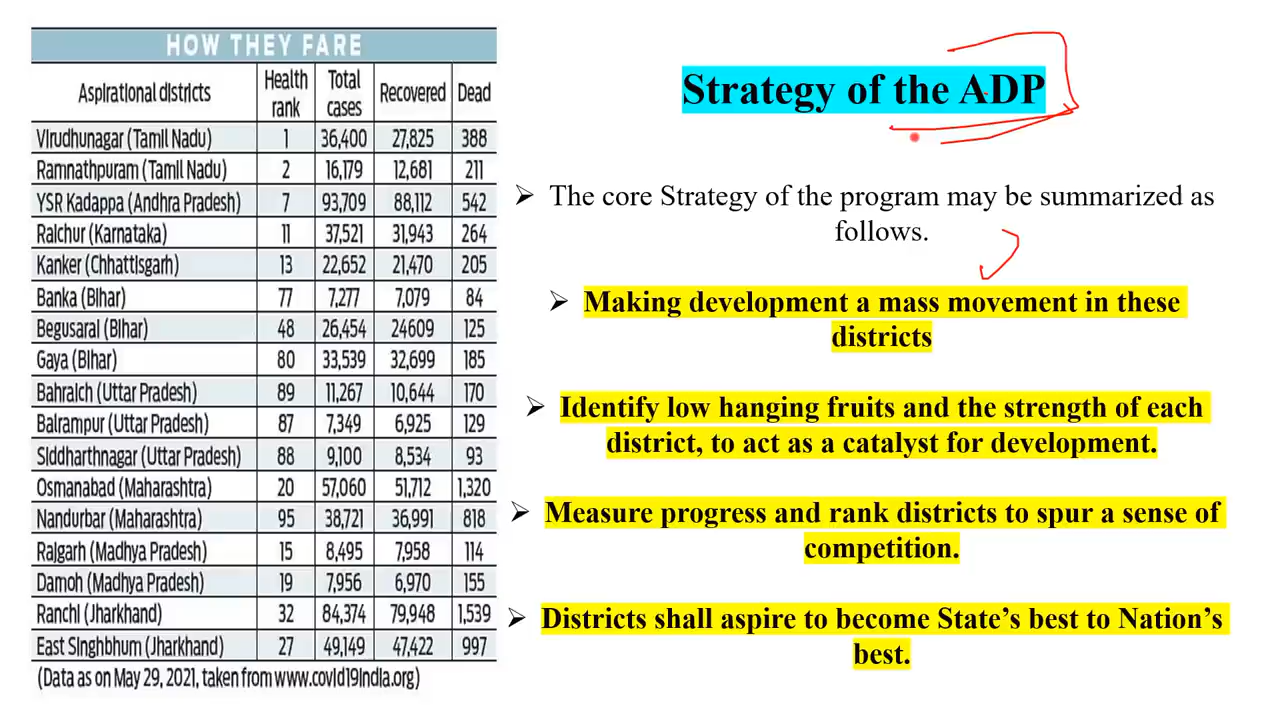 HOW THEY FARE
Aspirational districts Health rank Total cases Recovered Dead
Virudhunagar (Tamil Nadu) 1 36,400 27,825 388
Ramnathpuram (Tamil Nadu) 2 16,179 12,681 211
YSR Kadappa (Andhra Pradesh) 7 93,709 88,112 542
Raichur (Karnataka) 11 37,521 31,943 264
Kanker (Chhattisgarh) 13 22,652 21,470 205
Banka (Bihar) 77 7,277 7,079 84
Begusarai (Bihar) 48 26,454 24609 125
Gaya (Bihar) 80 33,539 32,699 185
Bahraich (Uttar Pradesh) 89 11,267 10,644 170
Balrampur (Uttar Pradesh) 87 7,349 6,925 129
Siddharthnagar (Uttar Pradesh) 88 9,100 8,534 93
Osmanabad (Maharashtra) 20 57,060 51,712 1,320
Nandurbar (Maharashtra) 95 38,721 36,991 818
Rajgarh (Madhya Pradesh) 15 8,495 7,958 114
Damoh (Madhya Pradesh) 19 7,956 6,970 155
Ranchi (Jharkhand) 32 84,374 79,948 1,539
East Singhbhum (Jharkhand) 27 49,149 47,422 997
(Data as on May 29, 2021, taken from www.covid19india.org)
Strategy of the ADP
➢ The core Strategy of the program may be summarized as
follows.
➢ Making development a mass movement in these
districts
➢ Identify low hanging fruits and the strength of each
district, to act as a catalyst for development.
➢ Measure progress and rank districts to spur a sense of
competition.
➢ Districts shall aspire to become State’s best to Nation’s
best.